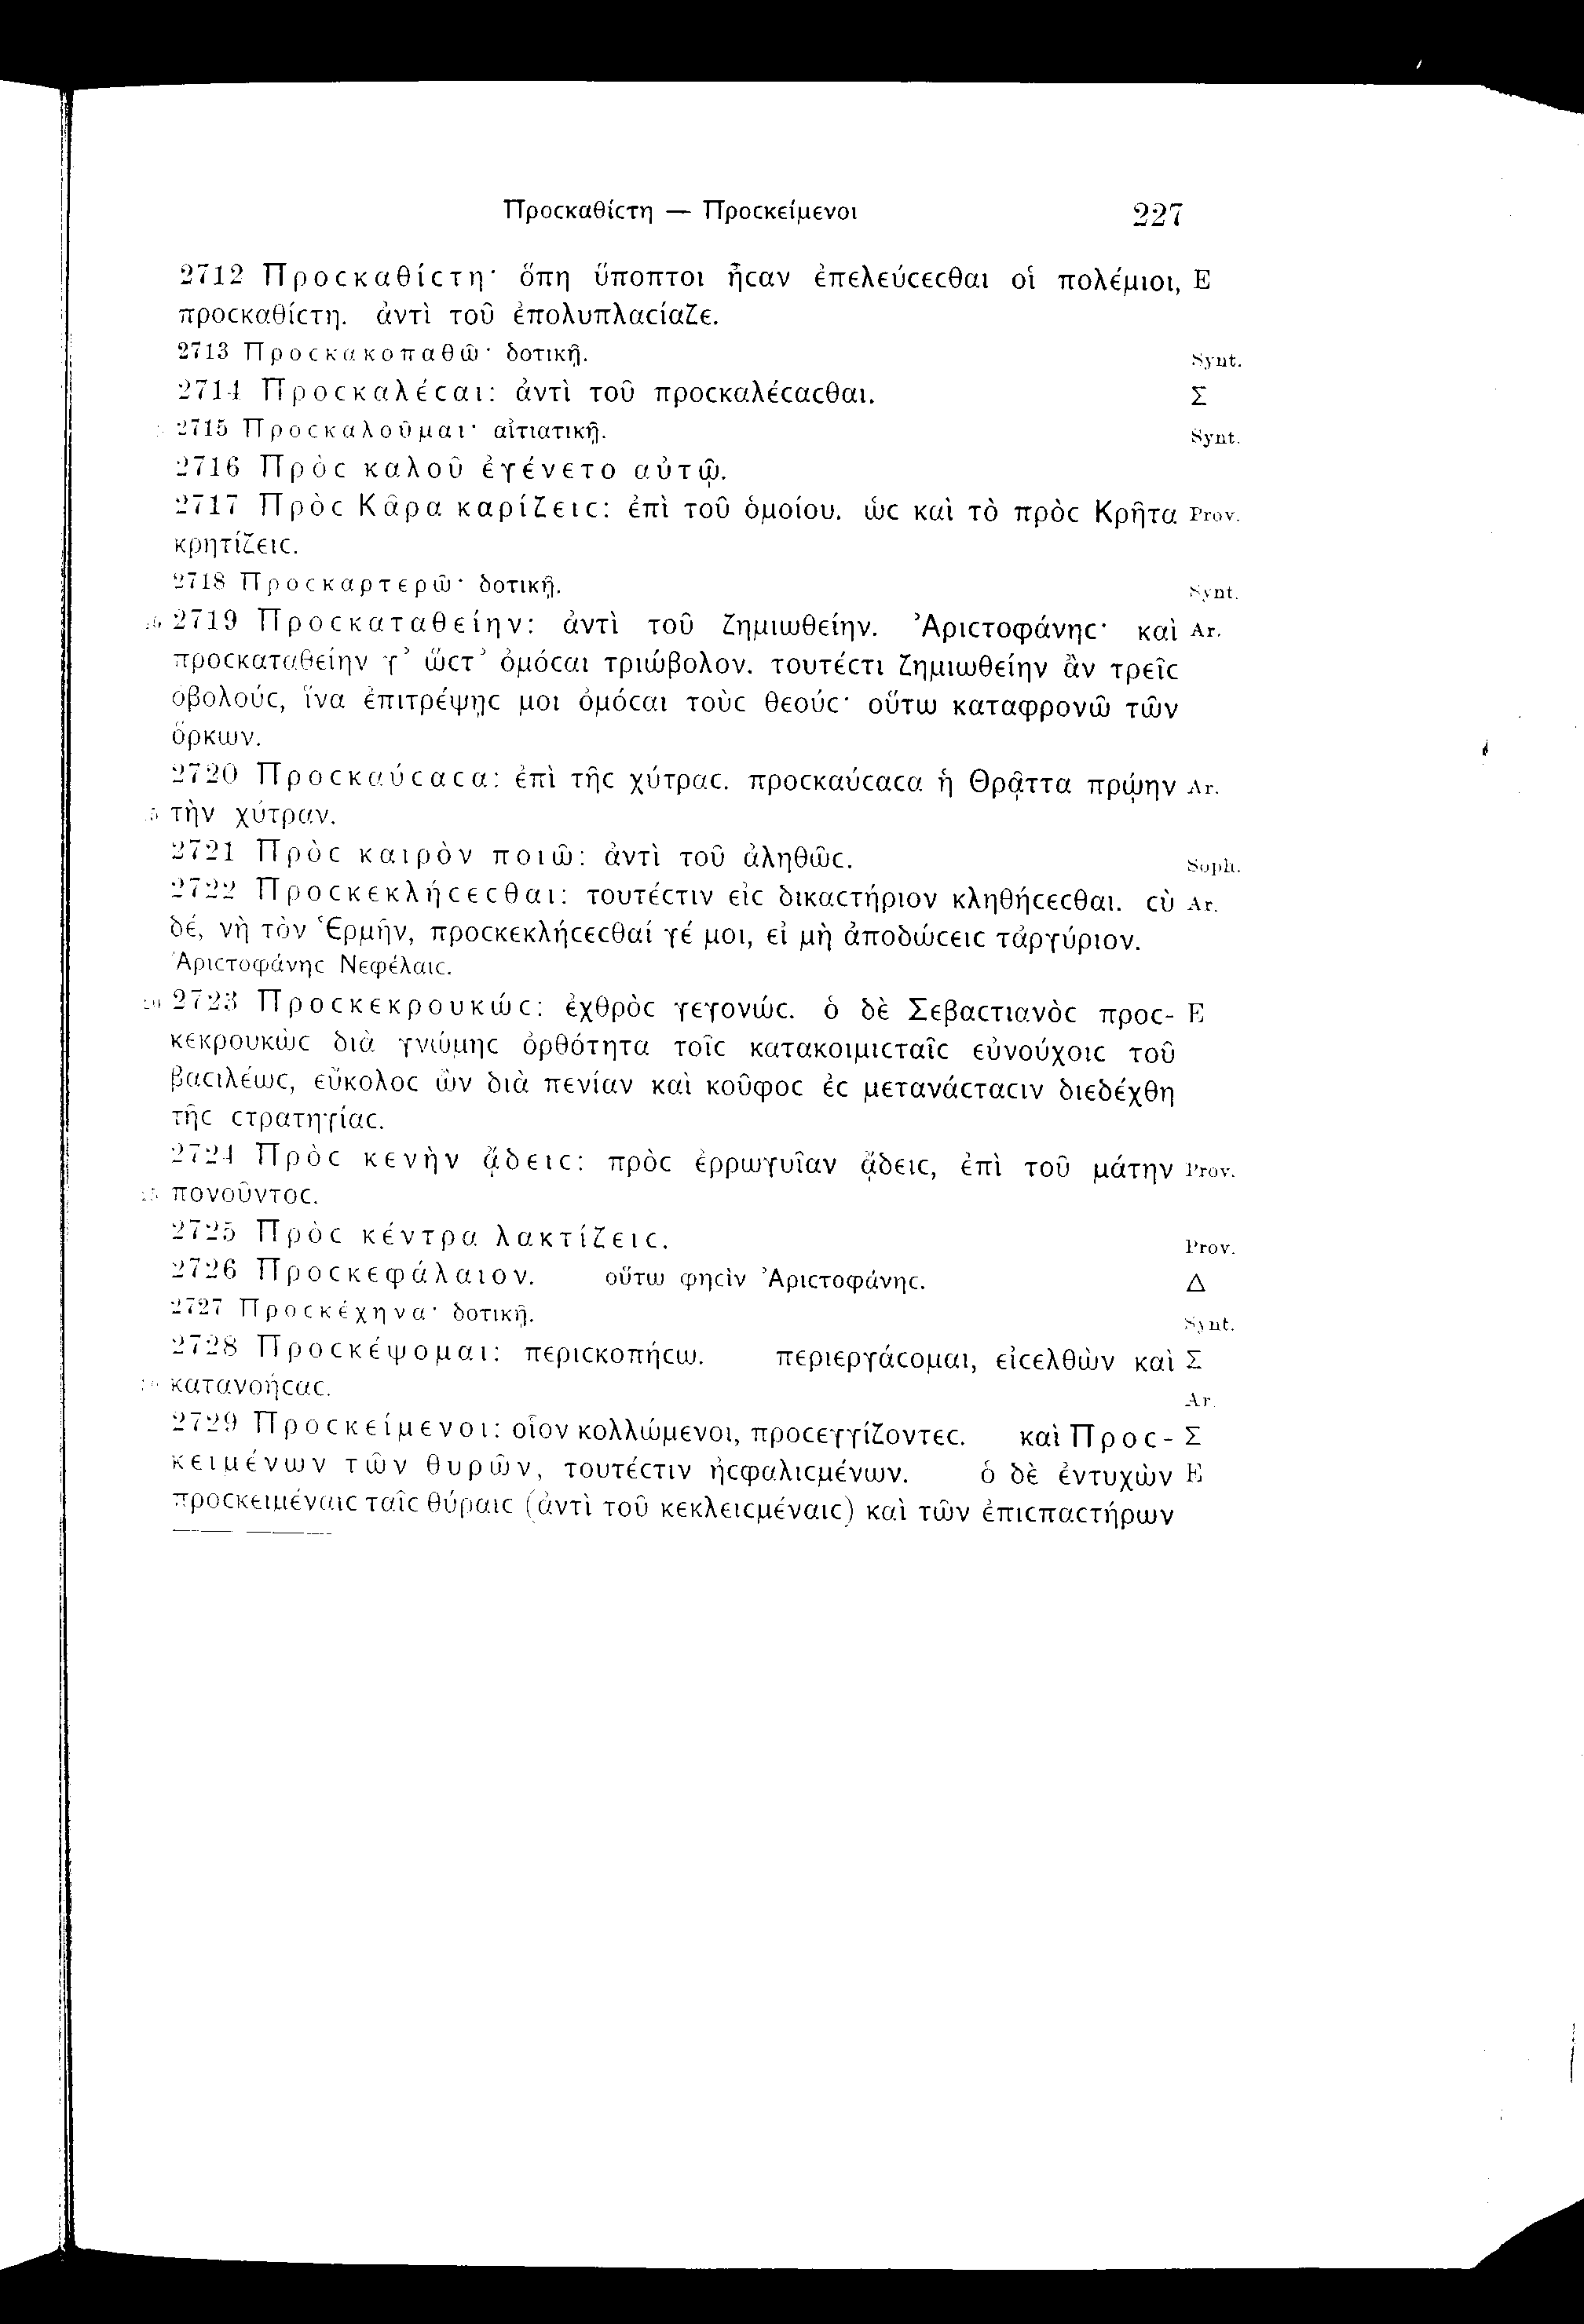 Προϲκαθίϲτη — Προϲκείμενοι 227
2712 Προϲκαθίϲτη· ὅπη ὕποπτοι ἦϲαν ἐπελεύϲεϲθαι οἱ πολέμιοι, E
προϲκαθίϲτη. ἀντὶ τοῦ ἐπολυπλαϲίαζε.
2713 Προϲκακοπαθῶ· δοτικῇ. Synt.
2714 Προϲκαλέϲαι: ἀντὶ τοῦ προϲκαλέϲαϲθαι. Σ
5 2715 Προϲκαλοῦμαι· αἰτιατικῇ. Synt.
2716 Πρὸϲ καλοῦ ἐγένετο αὐτῷ.
2717 Πρὸϲ Κᾶρα καρίζειϲ: ἐπὶ τοῦ ὁμοίου. ὡϲ καὶ τὸ πρὸϲ Κρῆτα Prov.
κρητίζειϲ.
2718 Προϲκαρτερῶ· δοτικῇ. Synt.
10 2719 Προϲκαταθείην: ἀντὶ τοῦ ζημιωθείην. Ἀριϲτοφάνηϲ· καὶ Ar.
προϲκαταθείην γ’ ὥϲτ’ ὀμόϲαι τριώβολον. τουτέϲτι ζημιωθείην ἂν τρεῖϲ
ὀβολούϲ, ἵνα ἐπιτρέψῃϲ μοι ὀμόϲαι τοὺϲ θεούϲ· οὕτω καταφρονῶ τῶν
ὅρκων.
2720 Προϲκαύϲαϲα: ἐπὶ τῆϲ χύτραϲ. προϲκαύϲαϲα ἡ Θρᾷττα πρῴην Ar.
15 τὴν χύτραν.
2721 Πρὸϲ καιρὸν ποιῶ: ἀντὶ τοῦ ἀληθῶϲ. Soph.
2722 Προϲκεκλήϲεϲθαι: τουτέϲτιν εἰϲ δικαϲτήριον κληθήϲεϲθαι. ϲὺ Ar.
δέ, νὴ τὸν Ἑρμῆν, προϲκεκλήϲεϲθαί γέ μοι, εἰ μὴ ἀποδώϲειϲ τἀργύριον.
Ἀριϲτοφάνηϲ Νεφέλαιϲ.
20 2723 Προϲκεκρουκώϲ: ἐχθρὸϲ γεγονώϲ. ὁ δὲ Σεβαϲτιανὸϲ προϲ- E
κεκρουκὼϲ διὰ γνώμηϲ ὀρθότητα τοῖϲ κατακοιμιϲταῖϲ εὐνούχοιϲ τοῦ
βαϲιλέωϲ, εὔκολοϲ ὢν διὰ πενίαν καὶ κοῦφοϲ ἐϲ μετανάϲταϲιν διεδέχθη
τῆϲ ϲτρατηγίαϲ.
2724 Πρὸϲ κενὴν ᾄδειϲ: πρὸϲ ἐρρωγυῖαν ᾄδειϲ, ἐπὶ τοῦ μάτην Prov.
25 πονοῦντοϲ.
2725 Πρὸϲ κέντρα λακτίζειϲ. Prov.
2726 Προϲκεφάλαιον. οὕτω φηϲὶν Ἀριϲτοφάνηϲ. Δ
2727 Προϲκέχηνα· δοτικῇ. Synt.
2728 Προϲκέψομαι: περιϲκοπήϲω. περιεργάϲομαι, εἰϲελθὼν καὶ Σ
30 κατανοήϲαϲ. Ar.
2729 Προϲκείμενοι: οἷον κολλώμενοι, προϲεγγίζοντεϲ. καὶ Προϲ- Σ
κειμένων τῶν θυρῶν, τουτέϲτιν ἠϲφαλιϲμένων. ὁ δὲ ἐντυχὼν E
προϲκειμέναιϲ ταῖϲ θύραιϲ (ἀντὶ τοῦ κεκλειϲμέναιϲ) καὶ τῶν ἐπιϲπαϲτήρων